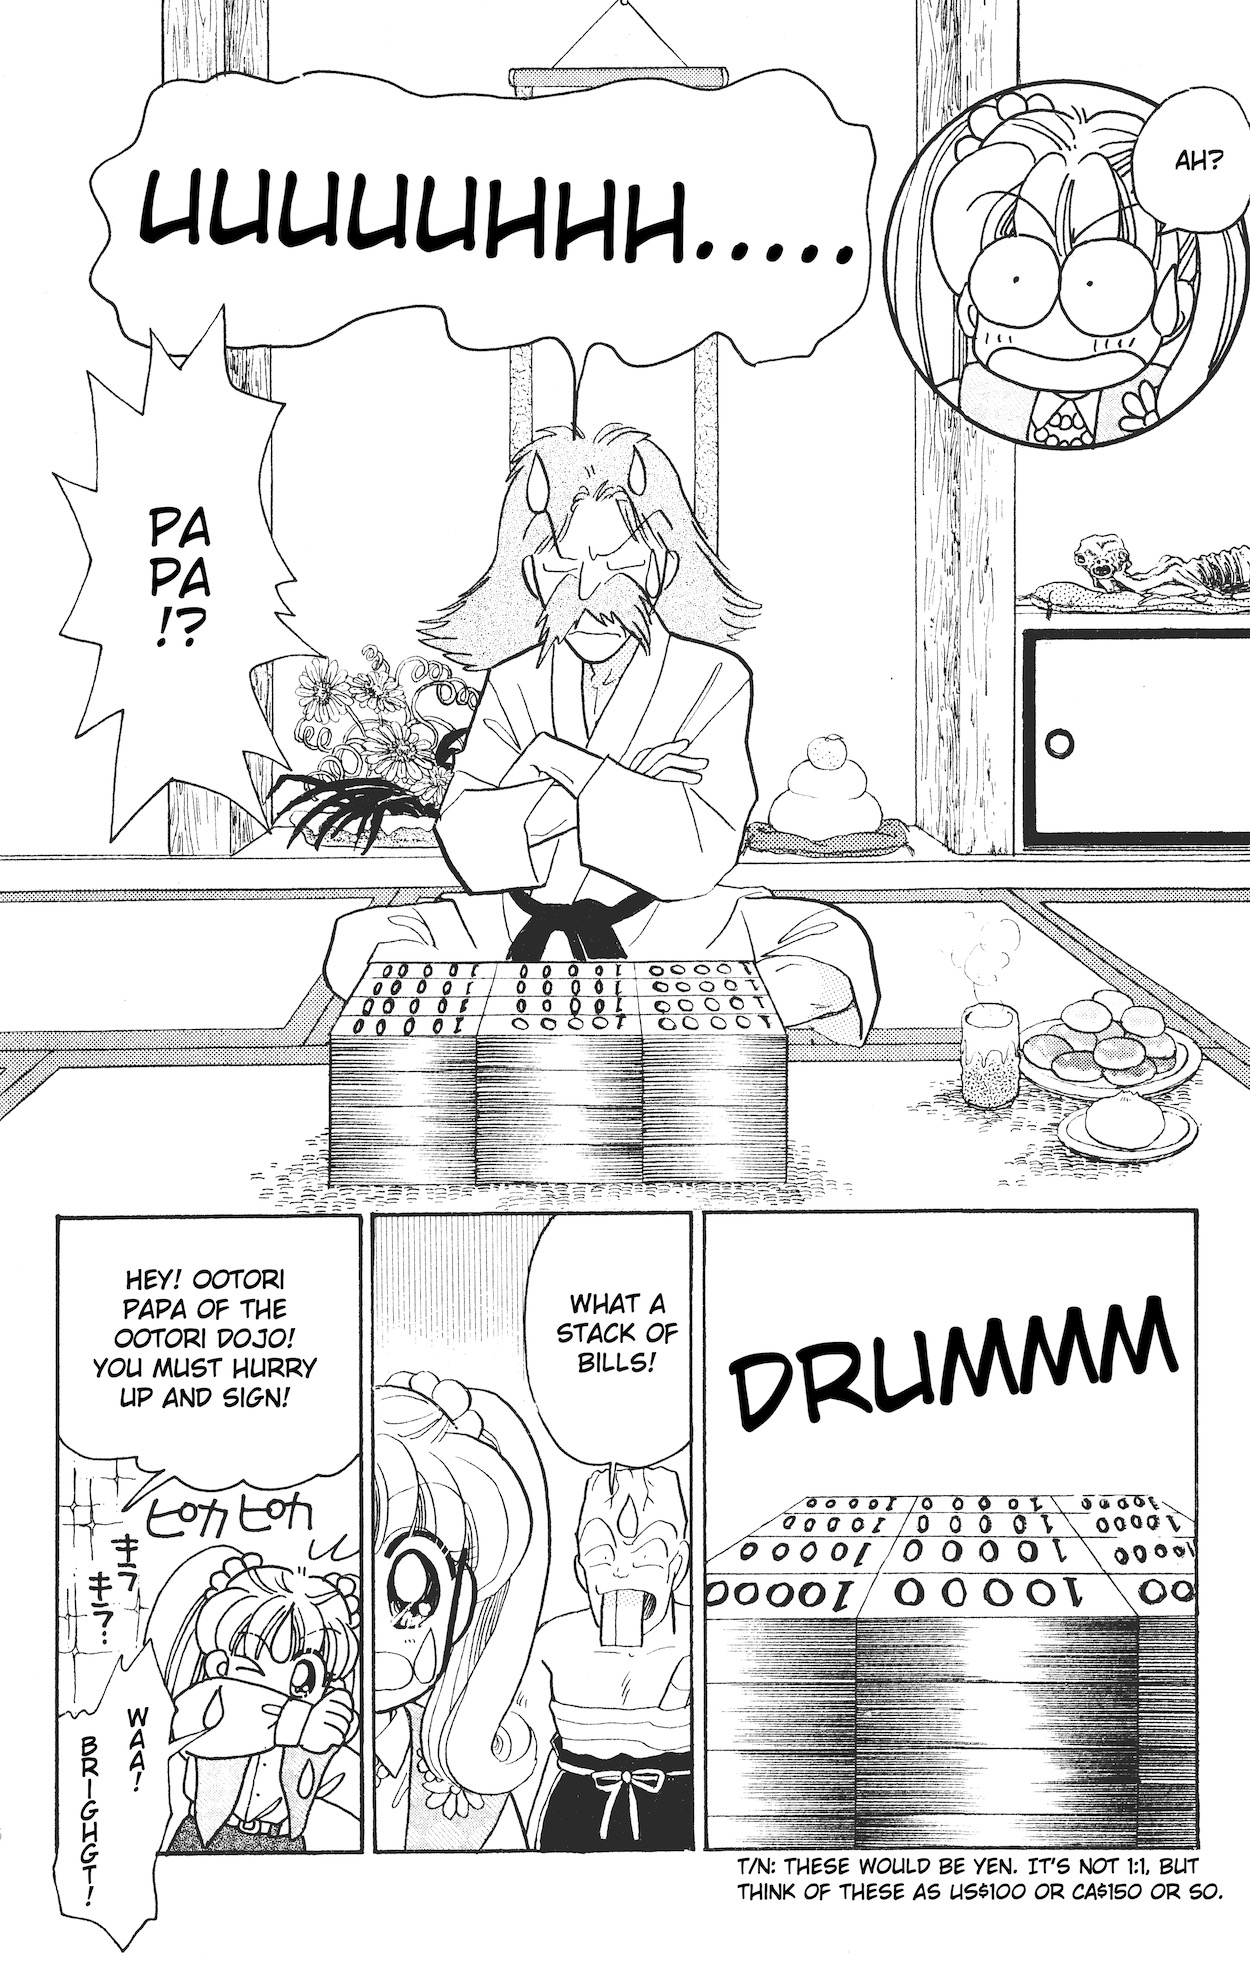 AH?
UUUUUHHH.....
PA
PA
!?
DRUMMM
10000
T/N: THESE WOULD BE YEN. IT'S NOT 1:1, BUT
THINK OF THESE AS US$100 OR CA$150 OR SO.
WHAT A
STACK OF
BILLS!
HEY! OOTORI
PAPA OF THE
OOTORI DOJO!
YOU MUST HURRY
UP AND SIGN!
ピカピカ
キラ
キラ...
WAA!
BRIGHGT!